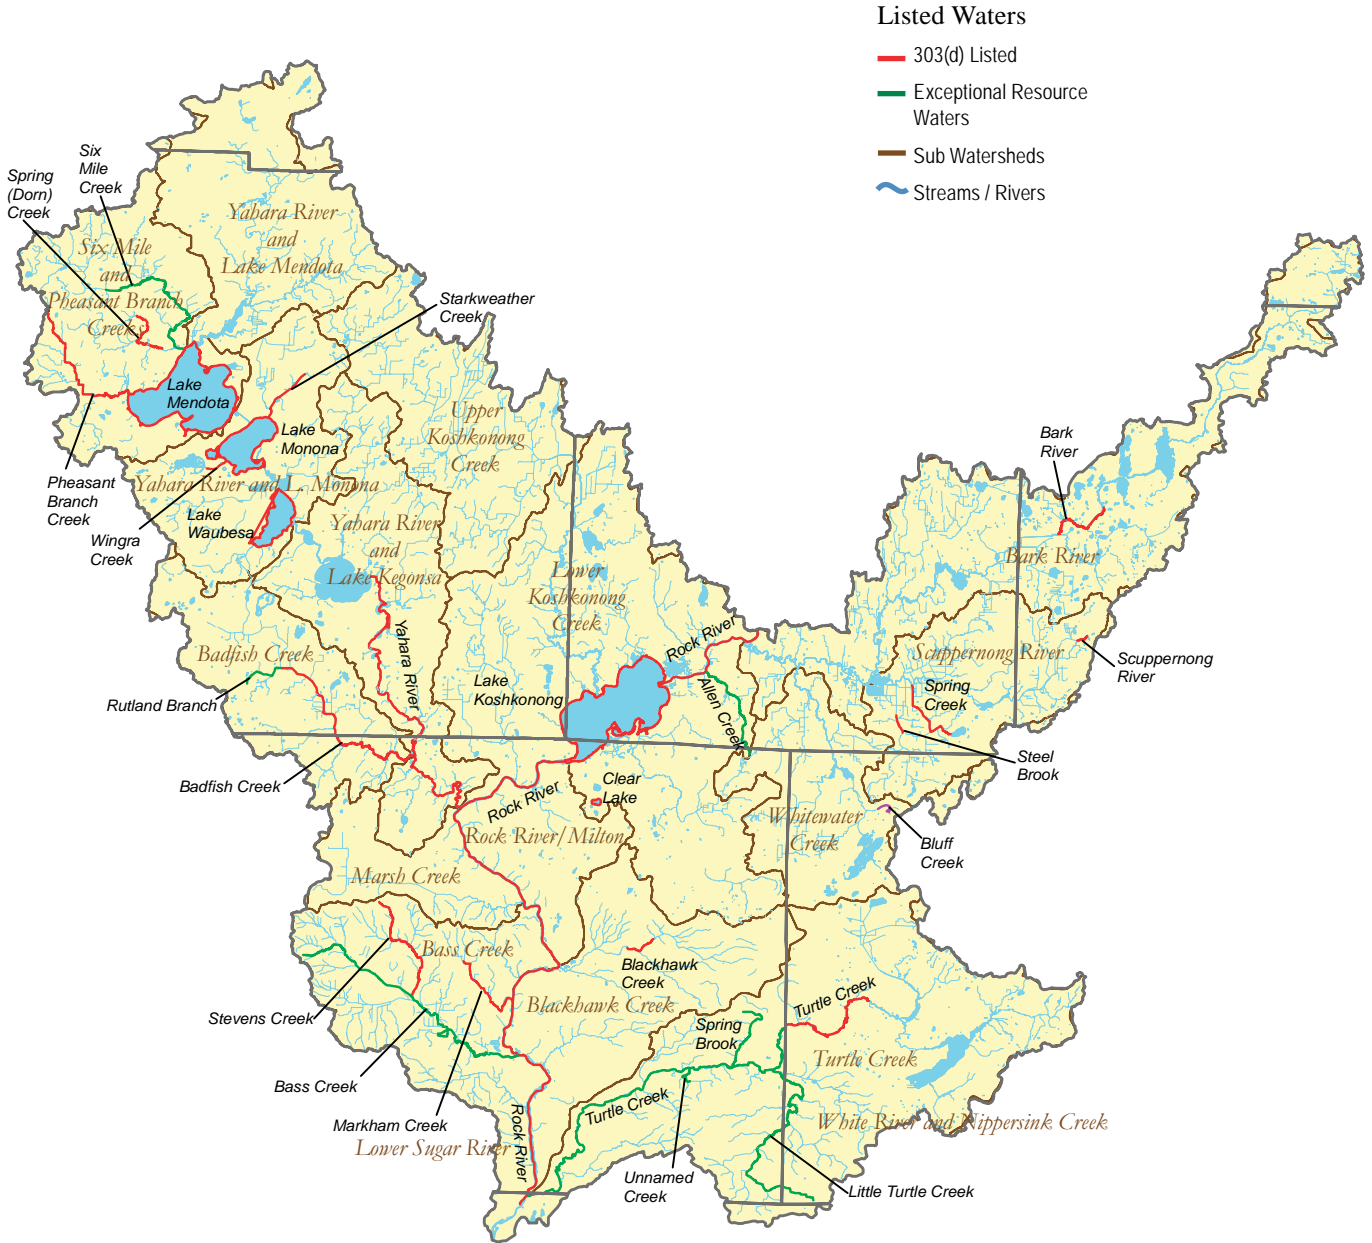 Listed Waters
303(d) Listed
Exceptional Resource
Waters
Sub Watersheds
Streams / Rivers
Six
Mile
Creek
Spring
(Dorn)
Creek
Yahara River
and
Lake Mendota
Six Mile
and
Pheasant Branch
Creeks
Starkweather
Creek
Lake
Mendota
Lake
Monona
Upper
Koshkonong
Creek
Bark
River
Pheasant
Branch
Creek
Yahara River and L. Monona
Wingra
Creek
Lake
Waubesa
Yahara River
and
Lake Kegonsa
Bark River
Lower
Koshkonong
Creek
Yahara River
Rock River
Badfish Creek
Scuppernong River
Scuppernong
River
Rutland Branch
Lake
Koshkonong
Allen Creek
Spring
Creek
Steel
Brook
Badfish Creek
Rock River
Clear
Lake
Rock River/Milton
Whitewater
Creek
Bluff
Creek
Marsh Creek
Bass Creek
Blackhawk
Creek
Blackhawk Creek
Stevens Creek
Turtle Creek
Spring
Brook
Turtle Creek
Bass Creek
Markham Creek
Rock River
Turtle Creek
White River and Nippersink Creek
Lower Sugar River
Unnamed
Creek
Little Turtle Creek